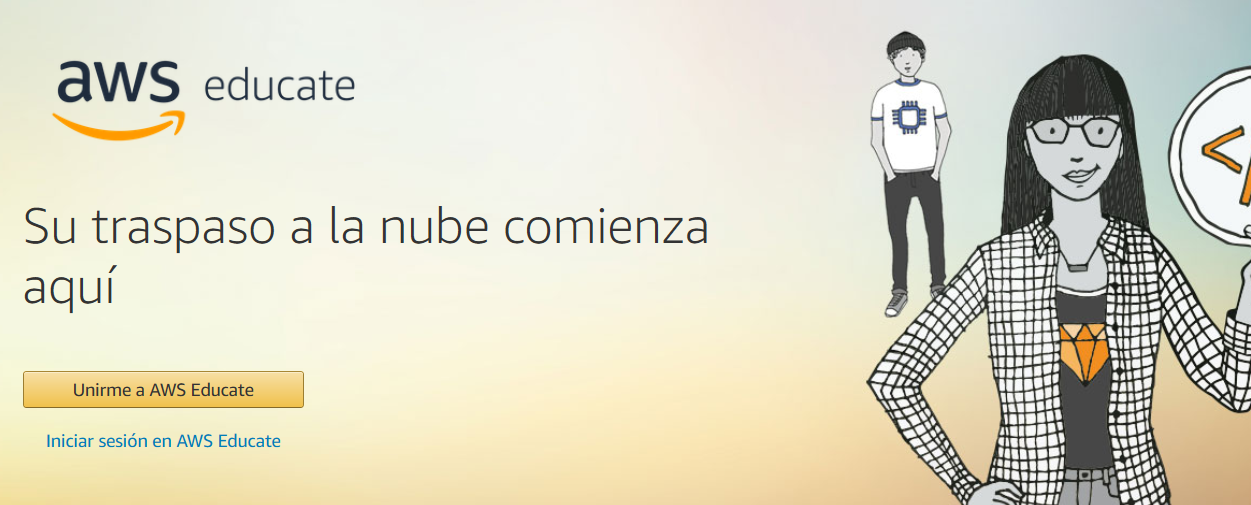 aws educate
Su traspaso a la nube comienza
aquí
Unirme a AWS Educate
Iniciar sesión en AWS Educate